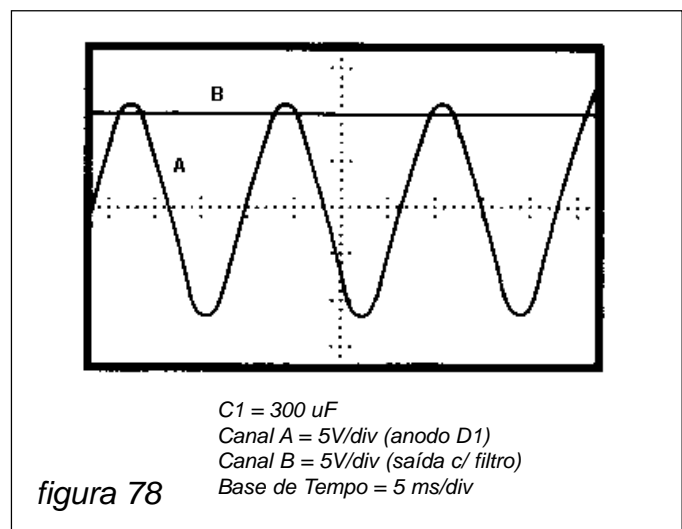 B
A
C1 = 300 uF
Canal A = 5V/div (anodo D1)
Canal B = 5V/div (saída c/ filtro)
Base de Tempo = 5 ms/div
figura 78